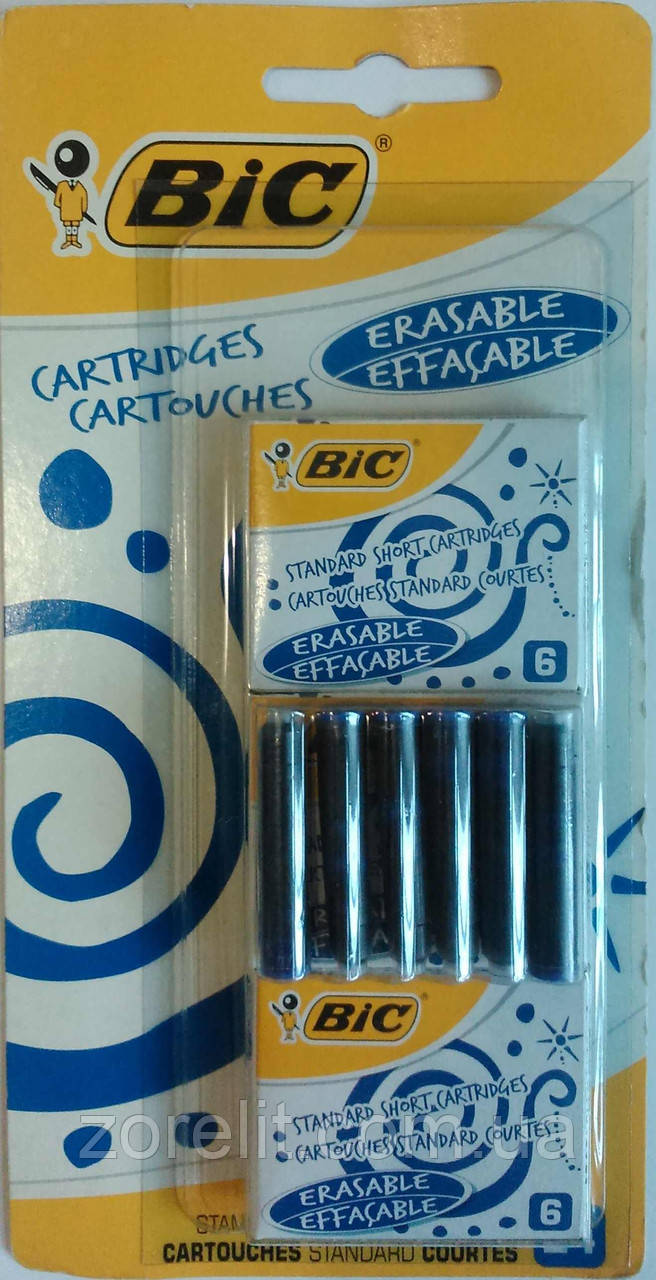 BiC®
CARTRIDGES
CARTOUCHES
ERASABLE
EFFAÇABLE
BiC
STANDARD SHORT CARTRIDGES
CARTOUCHES STANDARD COURTES
ERASABLE
EFFAÇABLE
6
BiC
STANDARD SHORT CARTRIDGES
CARTOUCHES STANDARD COURTES
ERASABLE
EFFAÇABLE
6
zorelit.com.ua
CARTOUCHES STANDARD COURTES